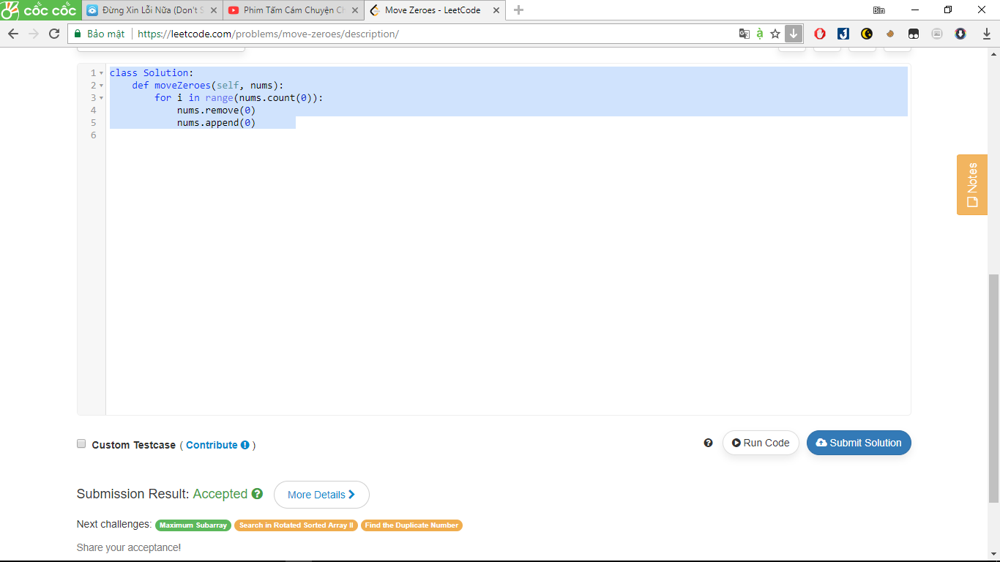 cốc cốc
Đừng Xin Lỗi Nữa (Don't S
Phim Tấm Cám Chuyện Ch
Move Zeroes - LeetCode
Bin
Bảo mật
https://leetcode.com/problems/move-zeroes/description/
1 class Solution:
2 def moveZeroes(self, nums):
3 for i in range(nums.count(0)):
4 nums.remove(0)
5 nums.append(0)
6
Notes
Custom Testcase ( Contribute )
Run Code
Submit Solution
Submission Result: Accepted
More Details
Next challenges: Maximum Subarray Search in Rotated Sorted Array II Find the Duplicate Number
Share your acceptance!